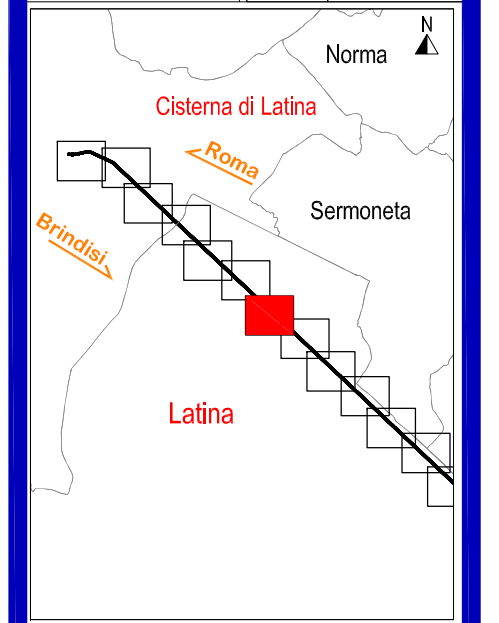 N
Norma
Cisterna di Latina
Roma
Sermoneta
Brindisi
Latina